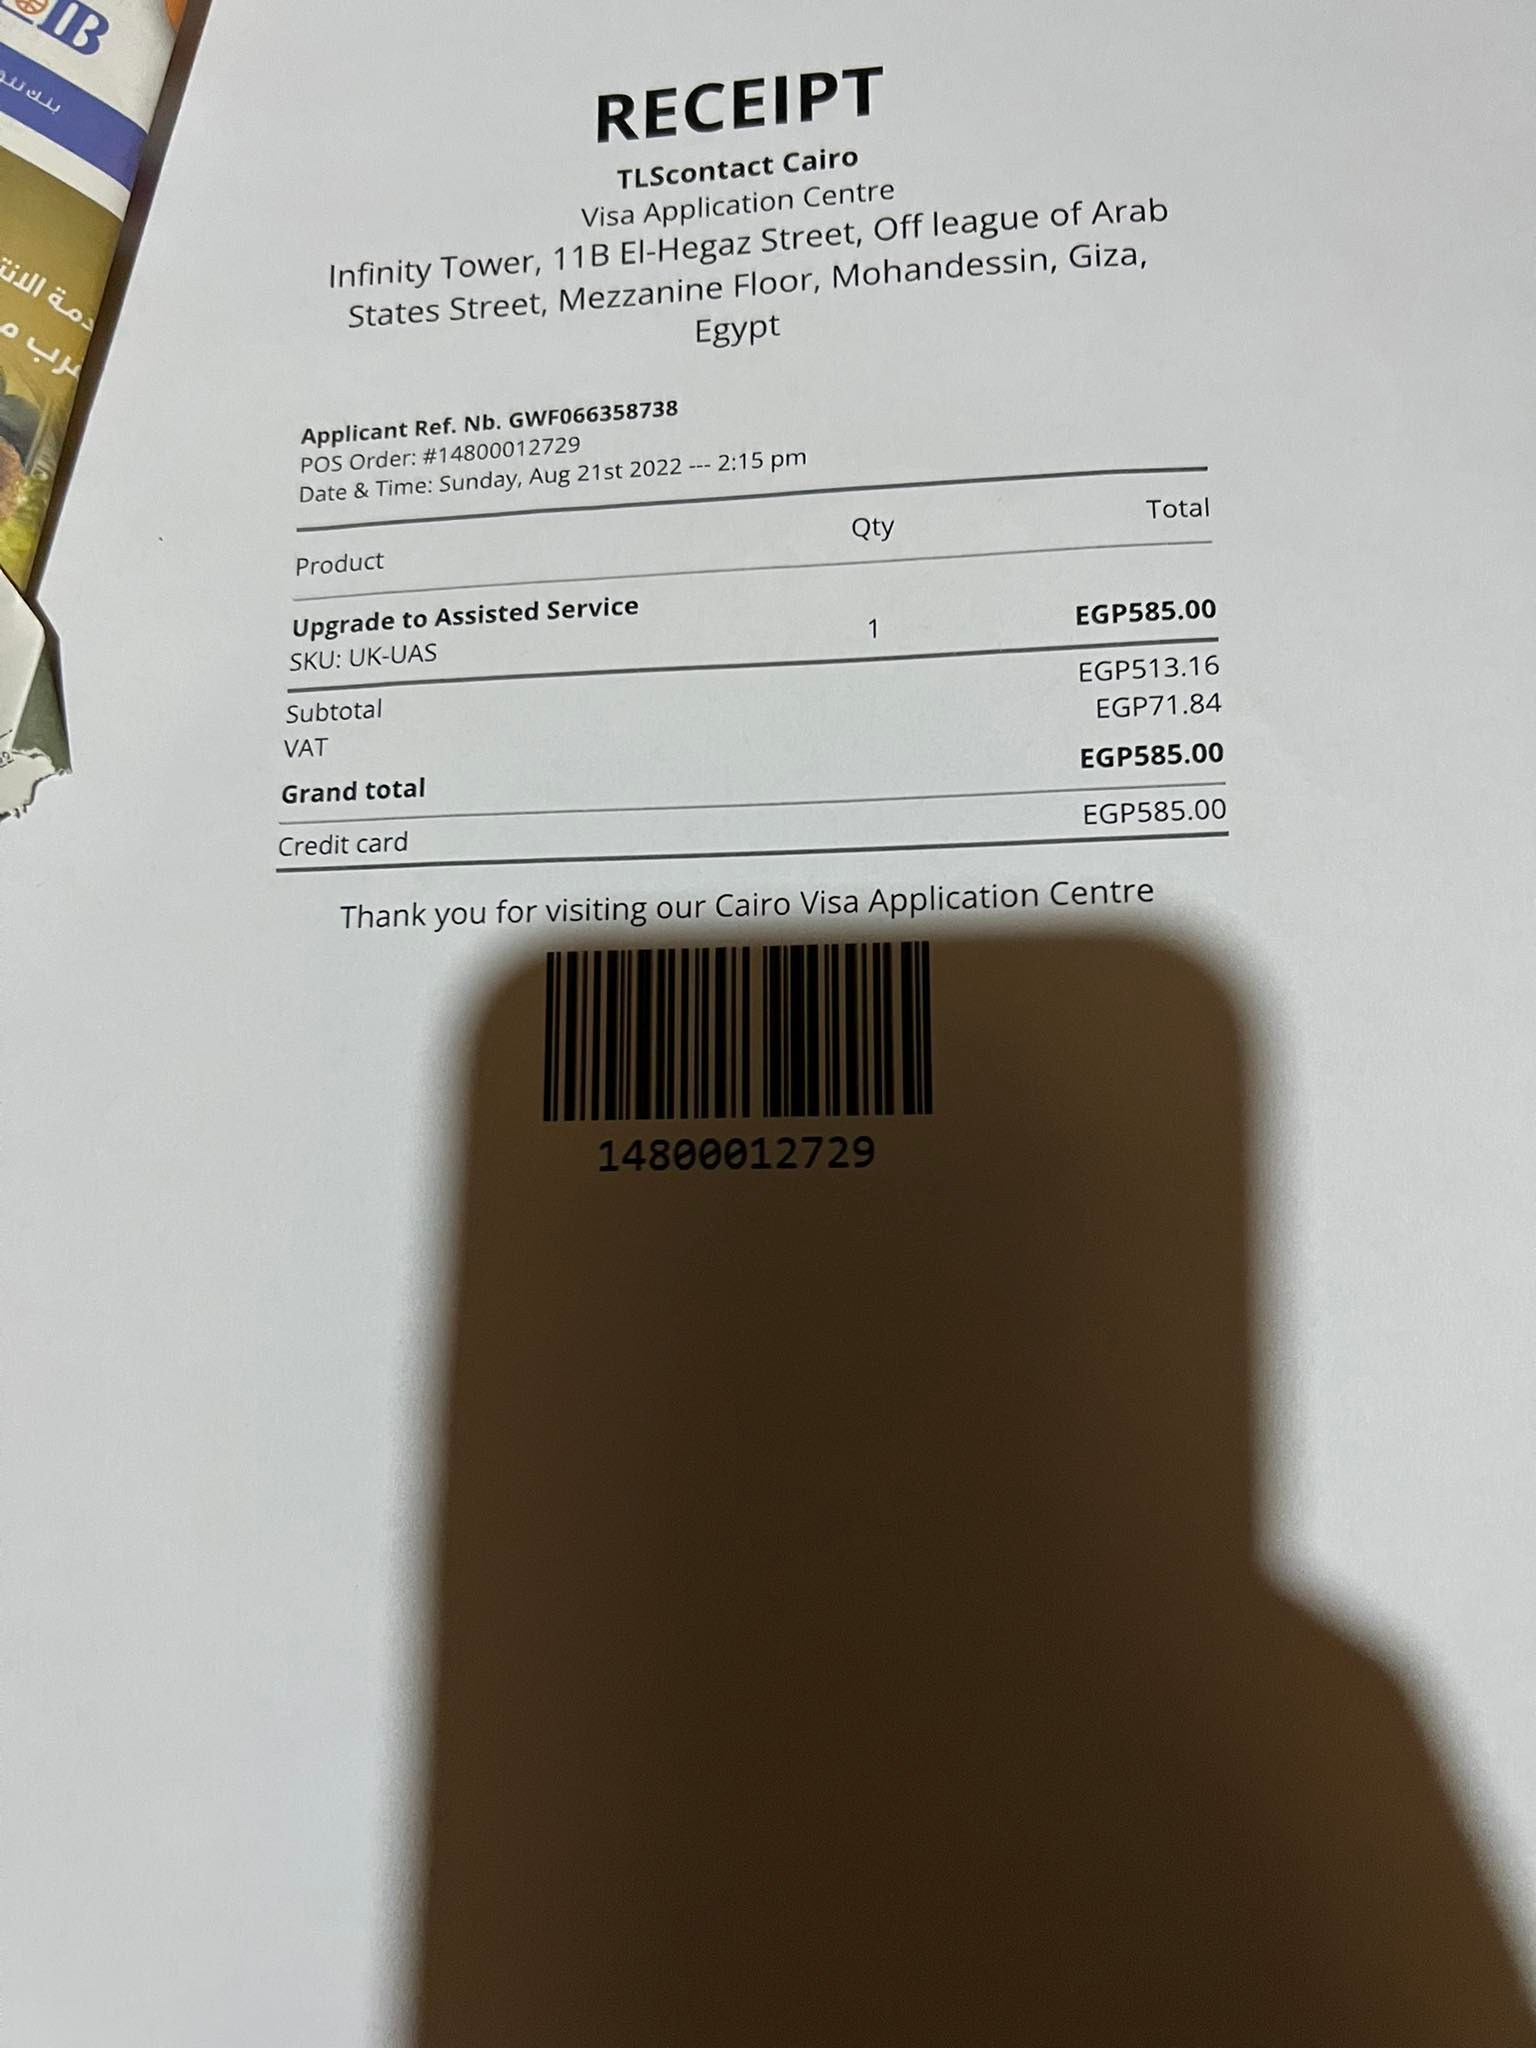 RECEIPT
TLScontact Cairo
Visa Application Centre
Infinity Tower, 11B El-Hegaz Street, Off league of Arab
States Street, Mezzanine Floor, Mohandessin, Giza,
Egypt
Applicant Ref. Nb. GWF066358738
POS Order: #14800012729
Date & Time: Sunday, Aug 21st 2022 --- 2:15 pm
Product Qty Total
Upgrade to Assisted Service 1 EGP585.00
SKU: UK-UAS
Subtotal EGP513.16
VAT EGP71.84
Grand total EGP585.00
Credit card EGP585.00
Thank you for visiting our Cairo Visa Application Centre
14800012729